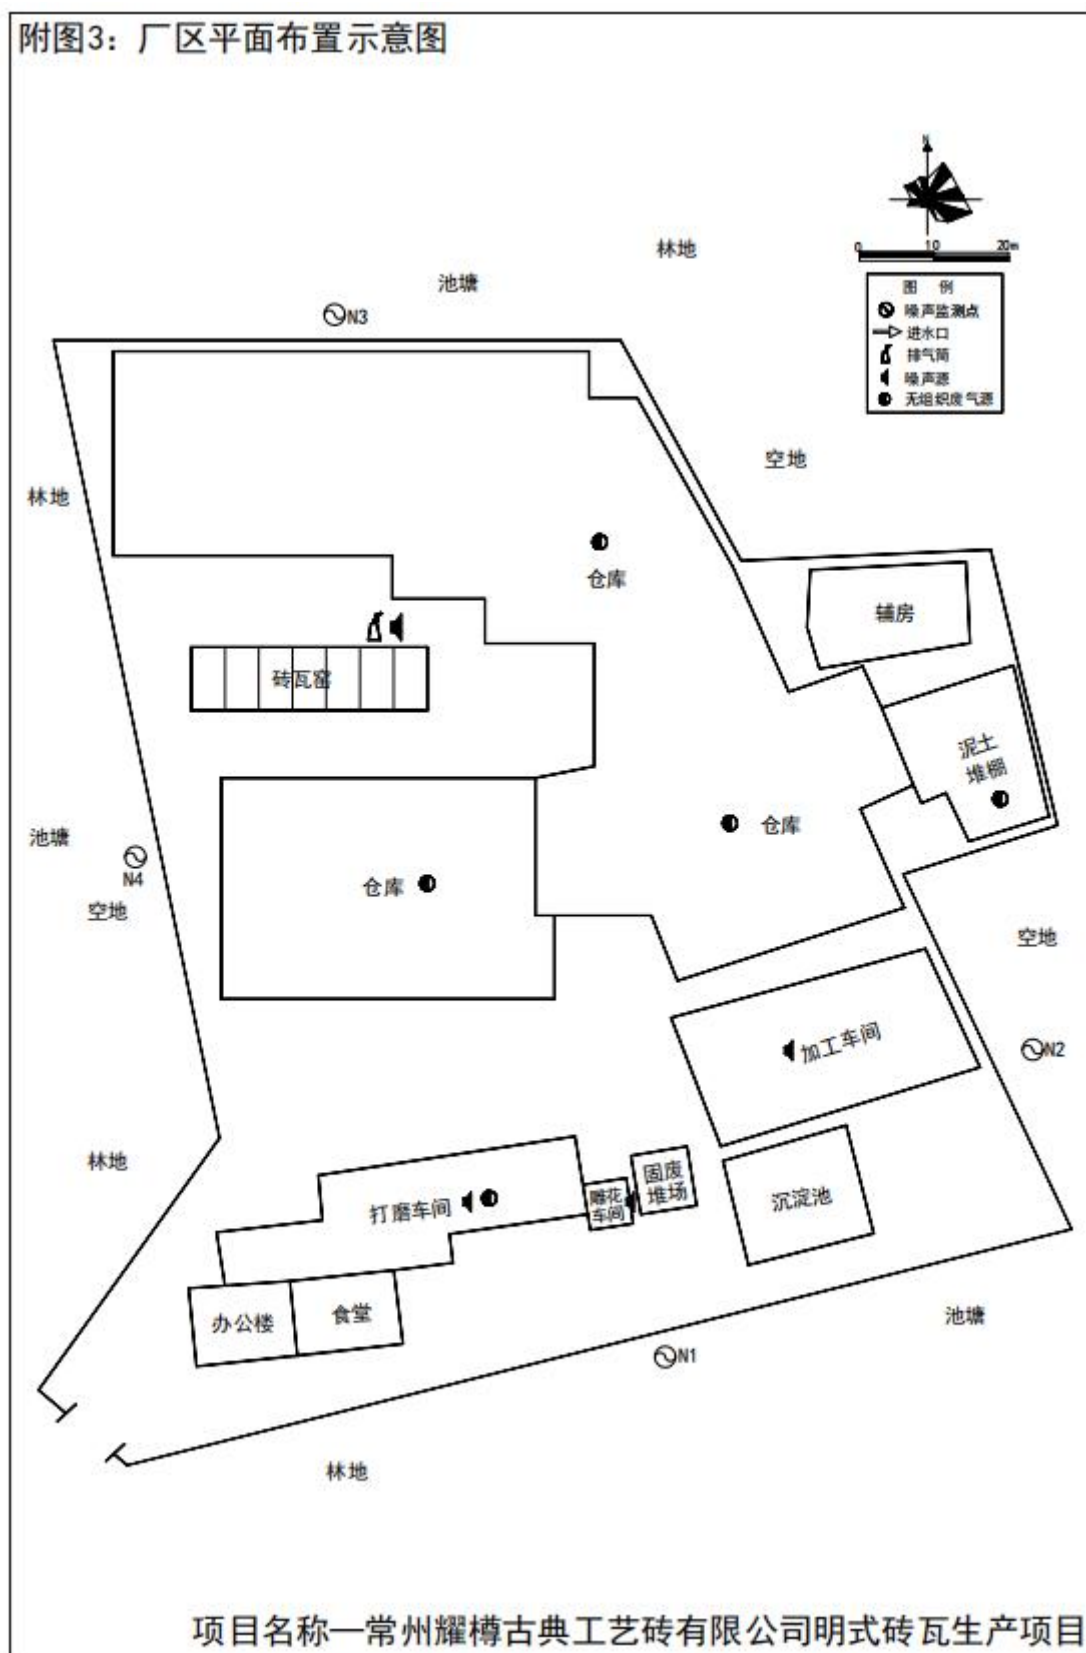 附图3：厂区平面布置示意图
N
0 10 20m
林地
池塘
N3
图 例
噪声监测点
进水口
排气筒
噪声源
无组织废气源
空地
林地
仓库
辅房
砖瓦窑
泥土
堆棚
池塘
仓库
N4
仓库
空地
空地
加工车间
N2
林地
固废
堆场
雕花
车间
打磨车间
沉淀池
办公楼
食堂
池塘
N1
林地
项目名称—常州耀樽古典工艺砖有限公司明式砖瓦生产项目